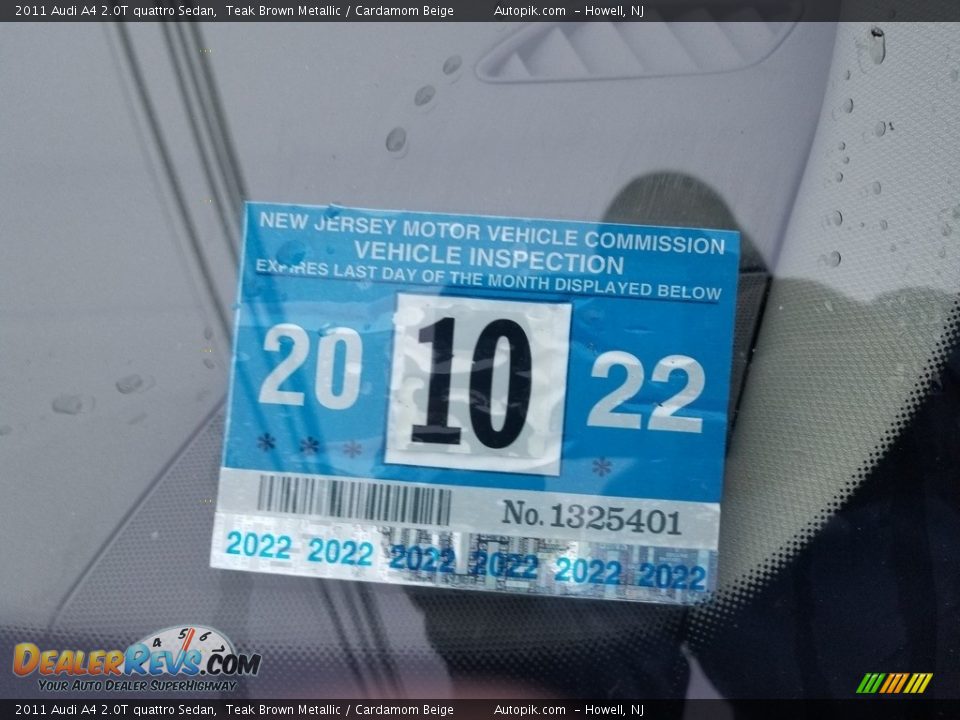 2011 Audi A4 2.0T quattro Sedan,  Teak Brown Metallic / Cardamom Beige    Autopik.com  - Howell, NJ
NEW JERSEY MOTOR VEHICLE COMMISSION
VEHICLE INSPECTION
EXPIRES LAST DAY OF THE MONTH DISPLAYED BELOW
20 10 22
* * * *
No. 1325401
2022 2022 2022 2022 2022 2022
4 5 6
DEALERREVS.COM
YOUR AUTO DEALER SUPERHIGHWAY
2011 Audi A4 2.0T quattro Sedan,  Teak Brown Metallic / Cardamom Beige    Autopik.com  - Howell, NJ